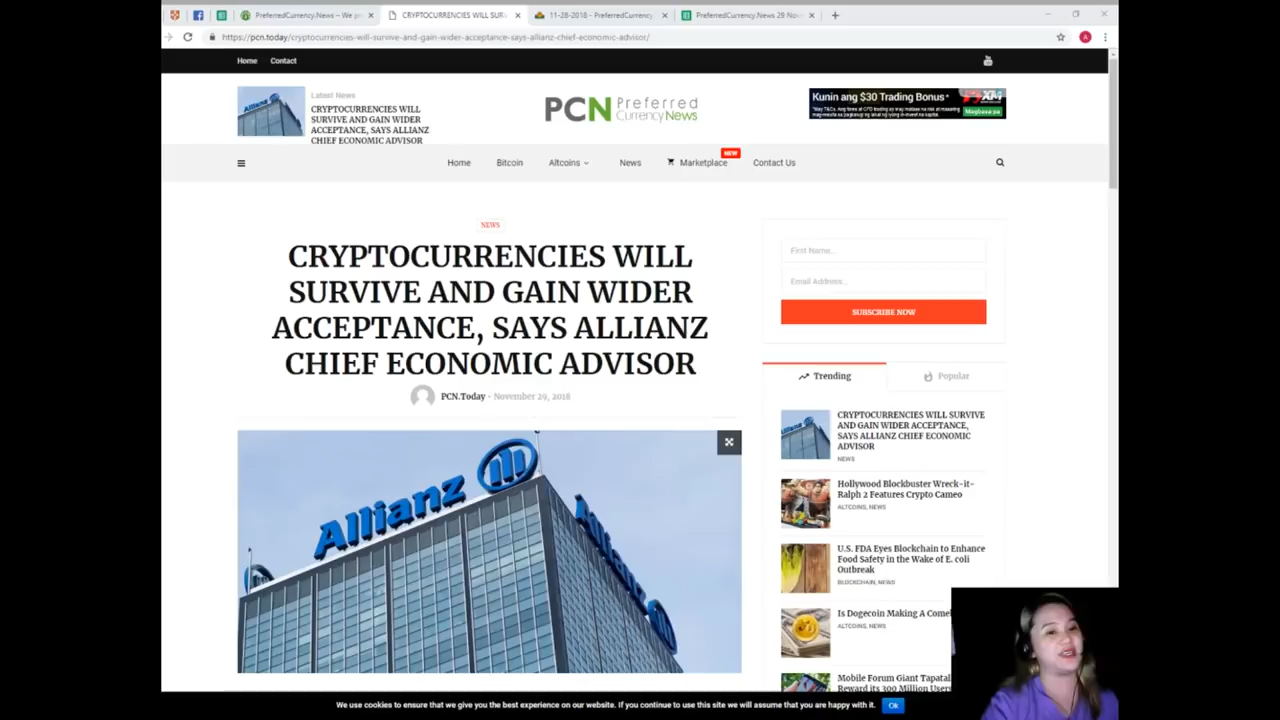 PreferredCurrency.News -- We pr
CRYPTOCURRENCIES WILL SUR
11-28-2018 - PreferredCurrency
PreferredCurrency.News 29 Nov
https://pcn.today/cryptocurrencies-will-survive-and-gain-wider-acceptance-says-allianz-chief-economic-advisor/
A
Home Contact
Latest News
CRYPTOCURRENCIES WILL
SURVIVE AND GAIN WIDER
ACCEPTANCE, SAYS ALLIANZ
CHIEF ECONOMIC ADVISOR
PCN Preferred
Currency News
Kunin ang $30 Trading Bonus*
XM
Magbasa pa
NEW
Home Bitcoin Altcoins News Marketplace Contact Us
NEWS
CRYPTOCURRENCIES WILL
SURVIVE AND GAIN WIDER
ACCEPTANCE, SAYS ALLIANZ
CHIEF ECONOMIC ADVISOR
PCN.Today - November 29, 2018
Allianz
Allianz
First Name...
Email Address...
SUBSCRIBE NOW
Trending Popular
CRYPTOCURRENCIES WILL SURVIVE
AND GAIN WIDER ACCEPTANCE,
SAYS ALLIANZ CHIEF ECONOMIC
ADVISOR
NEWS
Hollywood Blockbuster Wreck-it-
Ralph 2 Features Crypto Cameo
ALTCOINS, NEWS
U.S. FDA Eyes Blockchain to Enhance
Food Safety in the Wake of E. coli
Outbreak
BLOCKCHAIN, NEWS
Is Dogecoin Making A Come
ALTCOINS, NEWS
Mobile Forum Giant Tapatal
Reward its 300 Million Users
We use cookies to ensure that we give you the best experience on our website. If you continue to use this site we will assume that you are happy with it. Ok